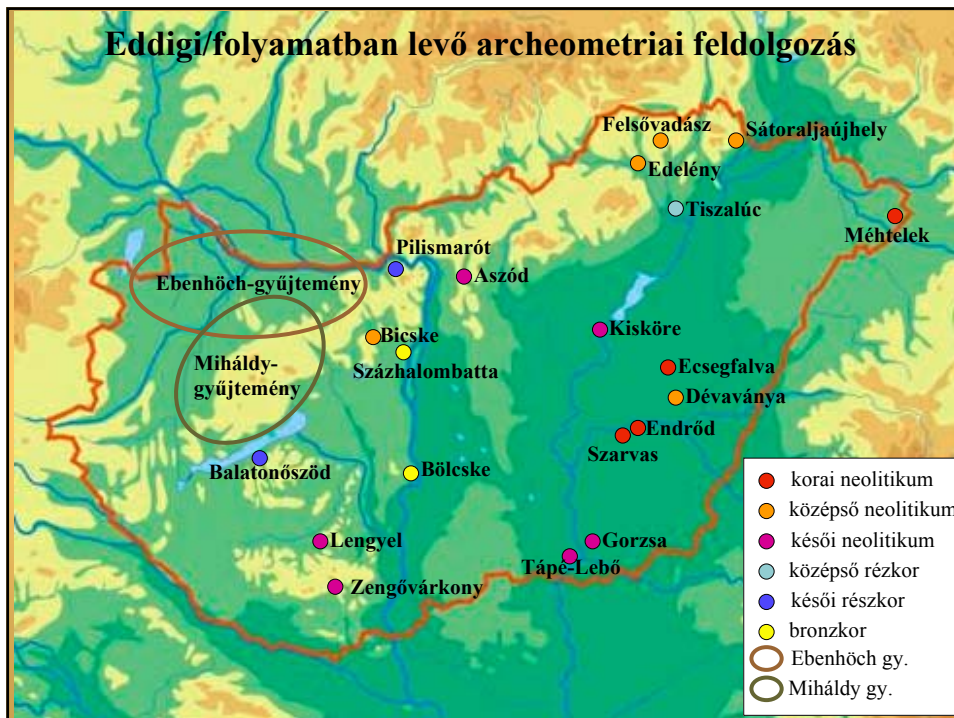 Eddigi/folyamatban levő archeometriai feldolgozás
Felsővadász
Sátoraljaújhely
Edelény
Tiszalúc
Méhtelek
Pilismarót
Ebenhöch-gyűjtemény
Aszód
Kisköre
Bicske
Miháldy-
gyűjtemény
Százhalombatta
Ecsegfalva
Dévaványa
Endrőd
Szarvas
Balatonőszöd
Bölcske
Lengyel
Gorzsa
Tápé-Lebő
Zengővárkony
korai neolitikum
középső neolitikum
késői neolitikum
középső rézkor
késői részkor
bronzkor
Ebenhöch gy.
Miháldy gy.